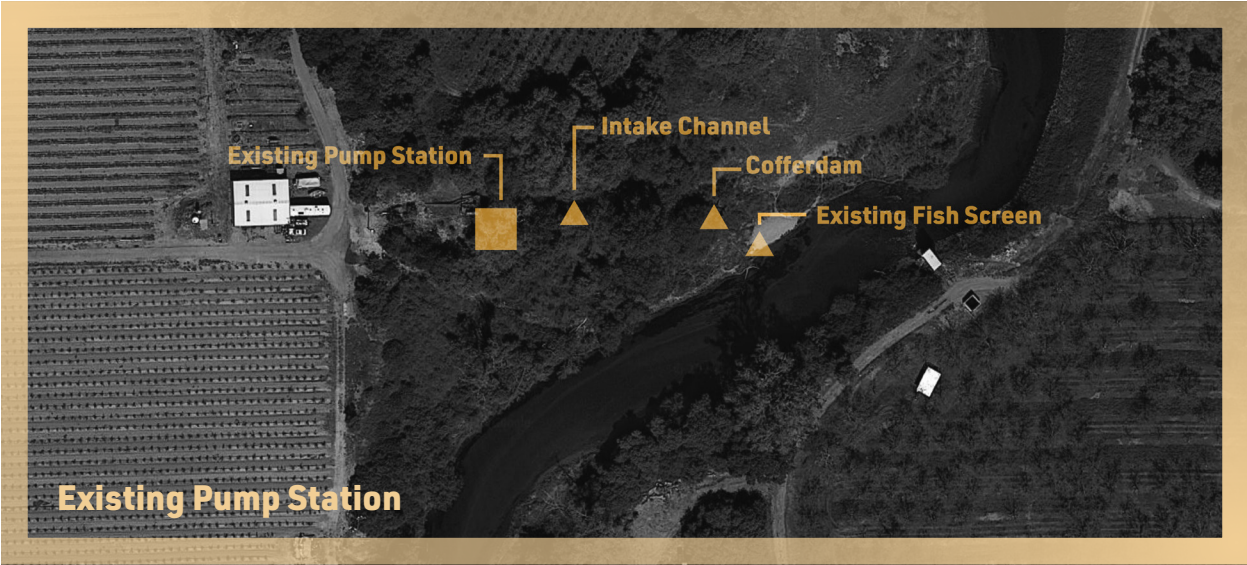 Intake Channel
Existing Pump Station
Cofferdam
Existing Fish Screen
Existing Pump Station